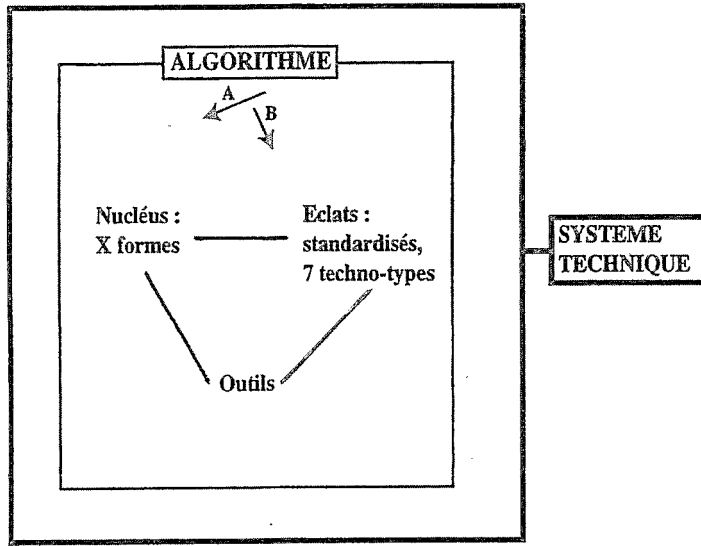 ALGORITHME
A
B
Nucléus :
X formes
Eclats :
standardisés,
7 techno-types
Outils
SYSTEME
TECHNIQUE